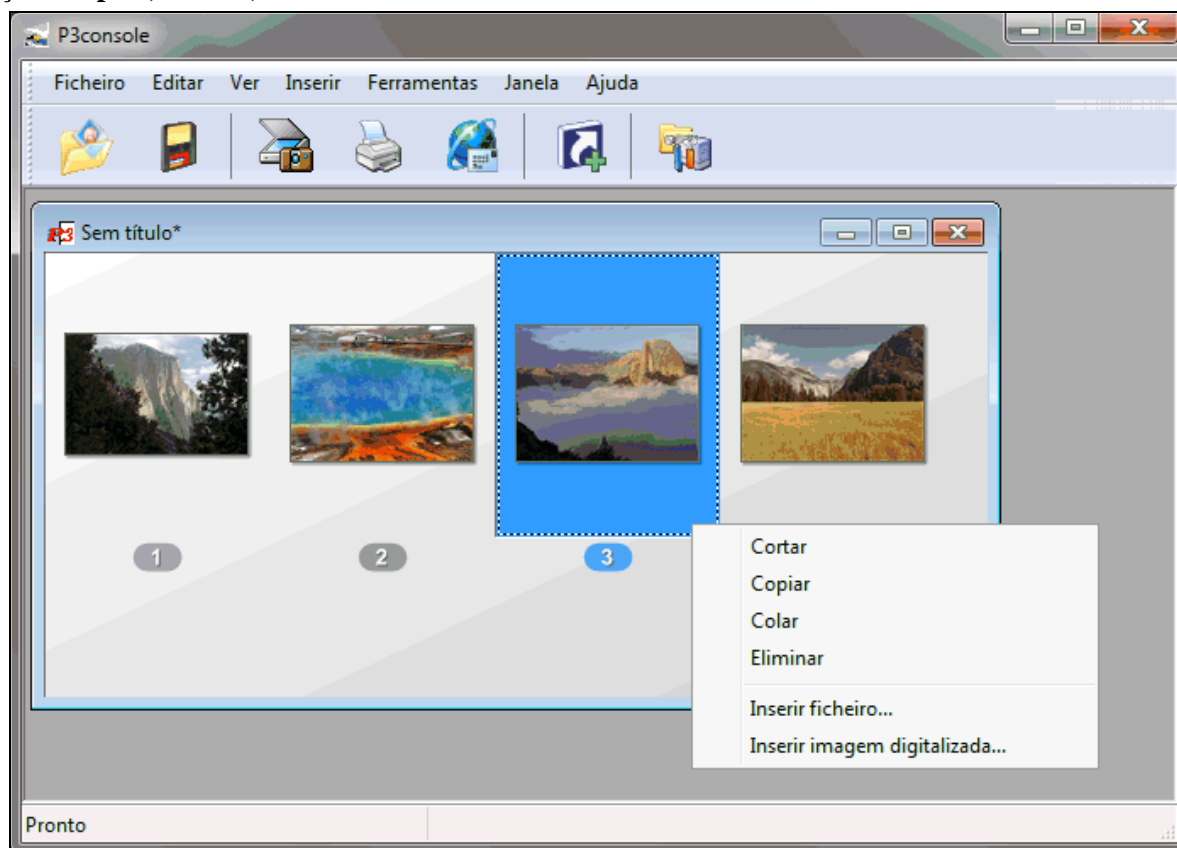 P3console
Ficheiro Editar Ver Inserir Ferramentas Janela Ajuda
P3 Sem título*
1 2 3
Cortar
Copiar
Colar
Eliminar
Inserir ficheiro...
Inserir imagem digitalizada...
Pronto